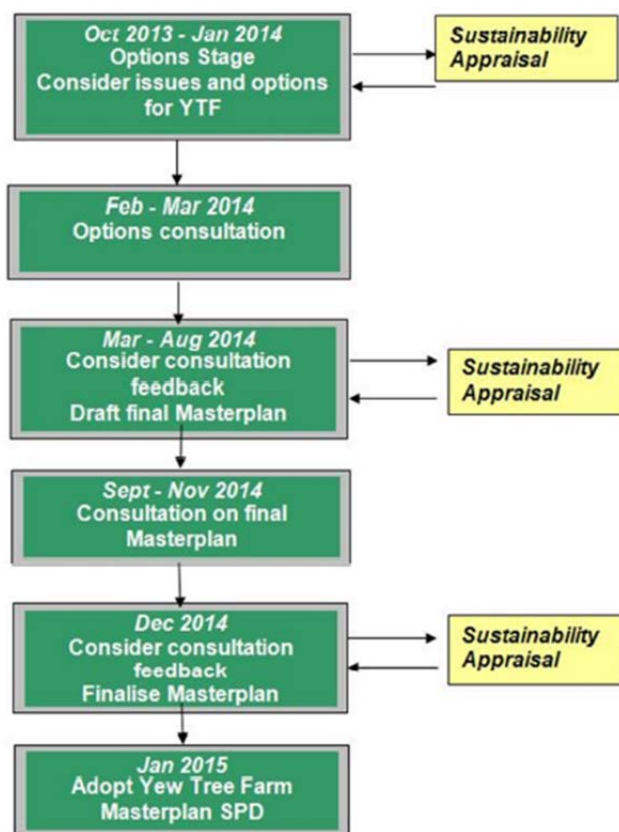 Oct 2013 - Jan 2014
Options Stage
Consider issues and options
for YTF
Sustainability
Appraisal
Feb - Mar 2014
Options consultation
Mar - Aug 2014
Consider consultation
feedback
Draft final Masterplan
Sustainability
Appraisal
Sept - Nov 2014
Consultation on final
Masterplan
Dec 2014
Consider consultation
feedback
Finalise Masterplan
Sustainability
Appraisal
Jan 2015
Adopt Yew Tree Farm
Masterplan SPD